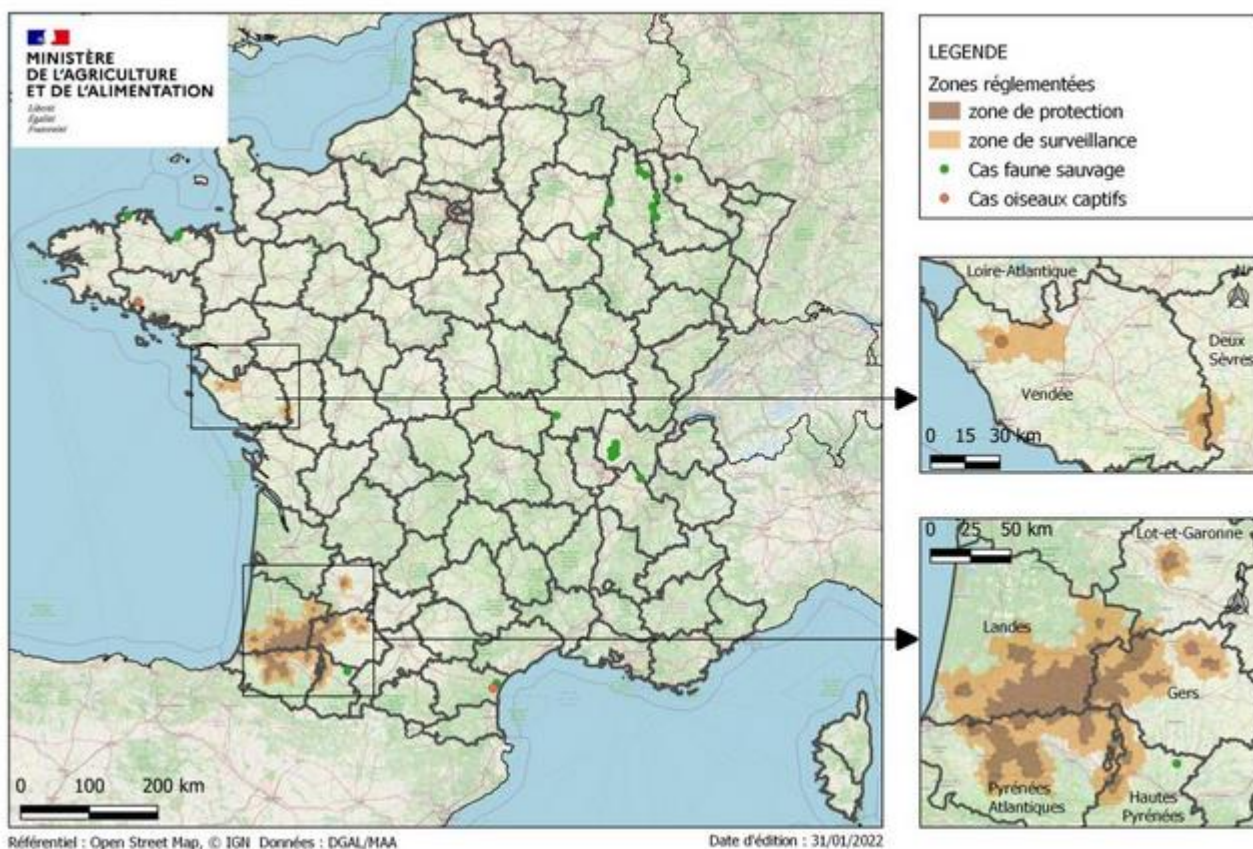 MINISTÈRE
DE L'AGRICULTURE
ET DE L'ALIMENTATION
Liberté
Égalité
Fraternité
0 100 200 km
Référentiel : Open Street Map, © IGN Données : DGAL/MAA
Date d'édition : 31/01/2022
LEGENDE
Zones réglementées
zone de protection
zone de surveillance
Cas faune sauvage
Cas oiseaux captifs
Loire-Atlantique
Deux
Sèvres
Vendée
0 15 30 km
0 25 50 km
Lot-et-Garonne
Landes
Gers
Pyrénées
Atlantiques
Hautes
Pyrénées